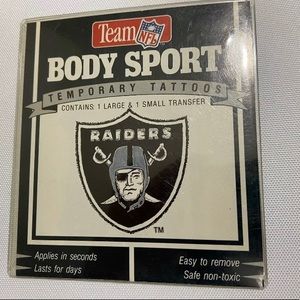 Team NFL
BODY SPORT
TEMPORARY TATTOOS
CONTAINS: 1 LARGE & 1 SMALL TRANSFER
RAIDERS
TM
Applies in seconds
Lasts for days
Easy to remove
Safe non-toxic